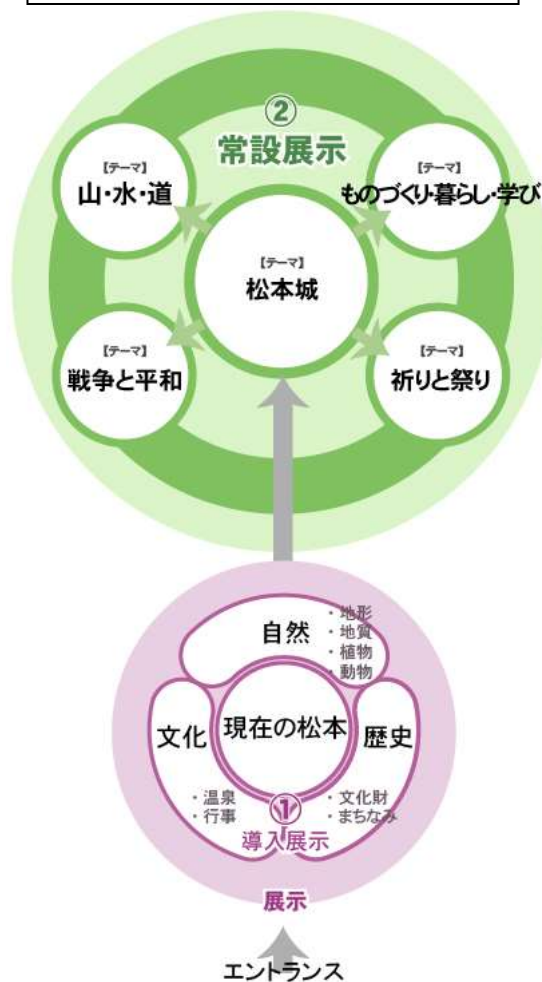 ②
常設展示
【テーマ】
山・水・道
【テーマ】
ものづくり・暮らし・学び
【テーマ】
松本城
【テーマ】
戦争と平和
【テーマ】
祈りと祭り
自然
・地形
・地質
・植物
・動物
文化
現在の松本
歴史
・温泉
・行事
・文化財
・まちなみ
①
導入展示
展示
エントランス